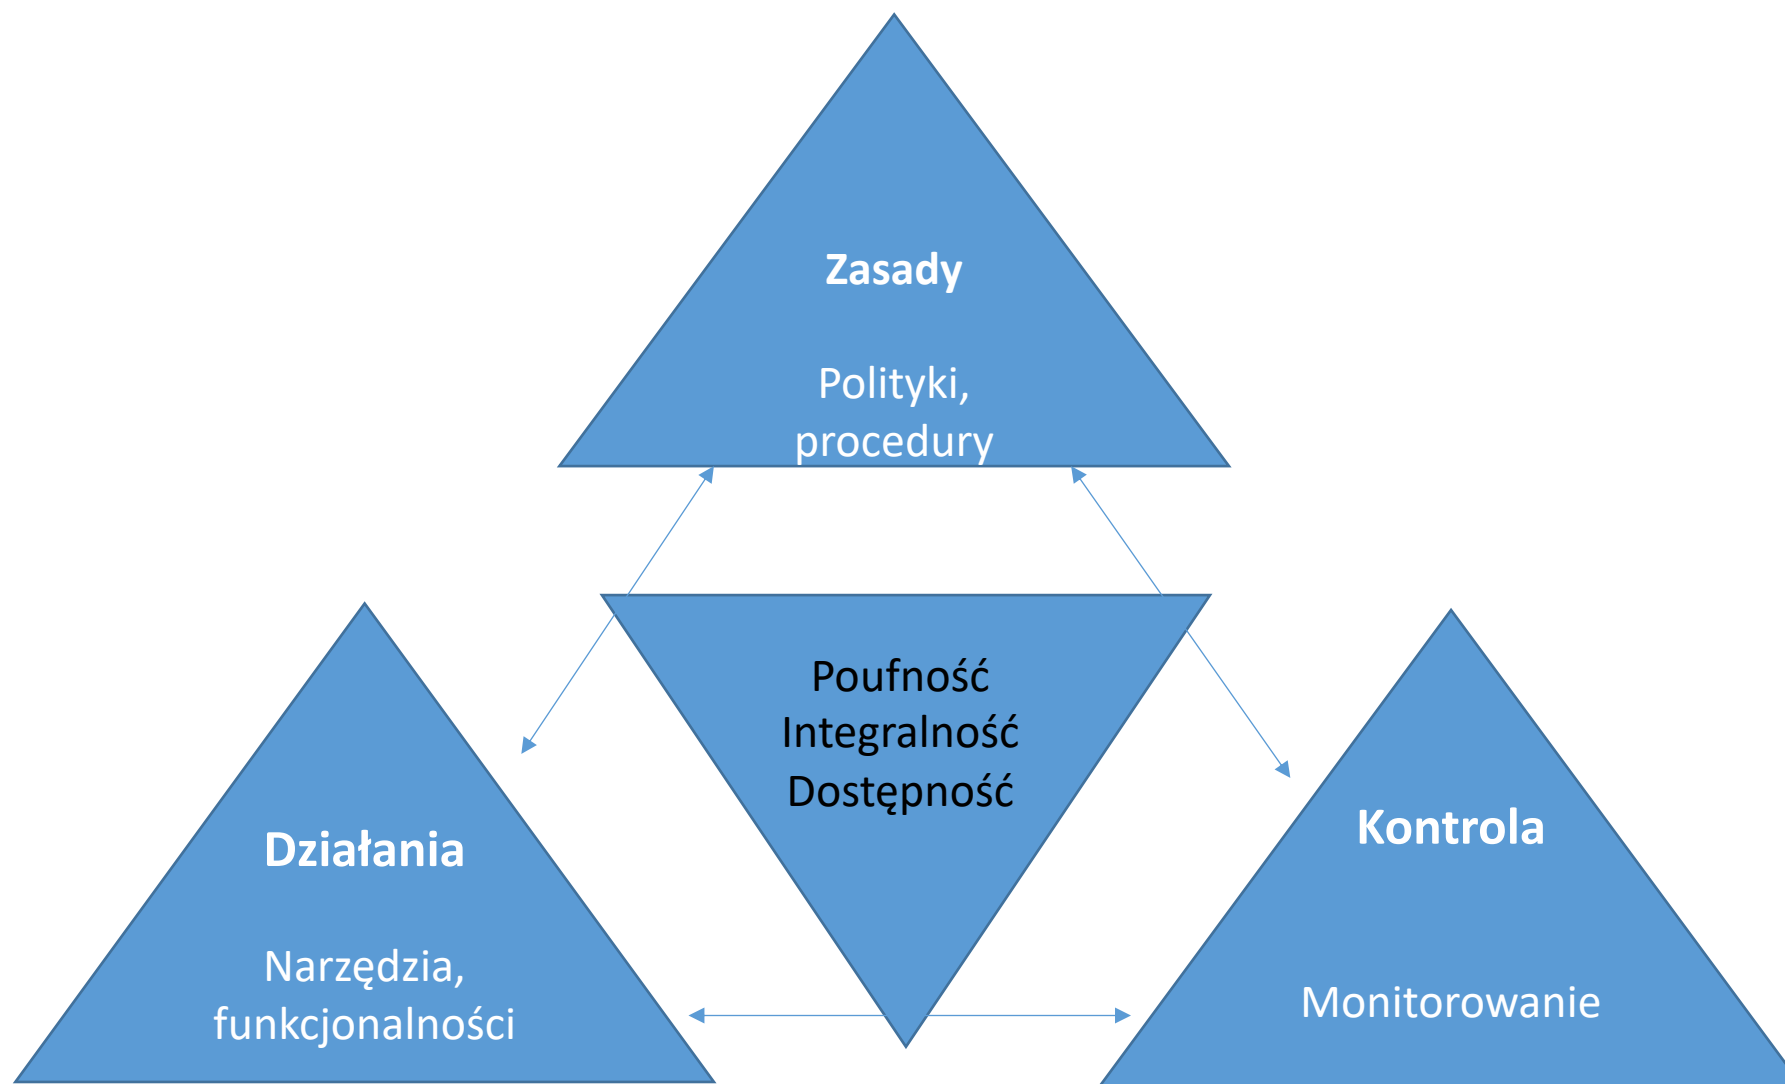 Zasady
Polityki,
procedury
Poufność
Integralność
Dostępność
Działania
Narzędzia,
funkcjonalności
Kontrola
Monitorowanie